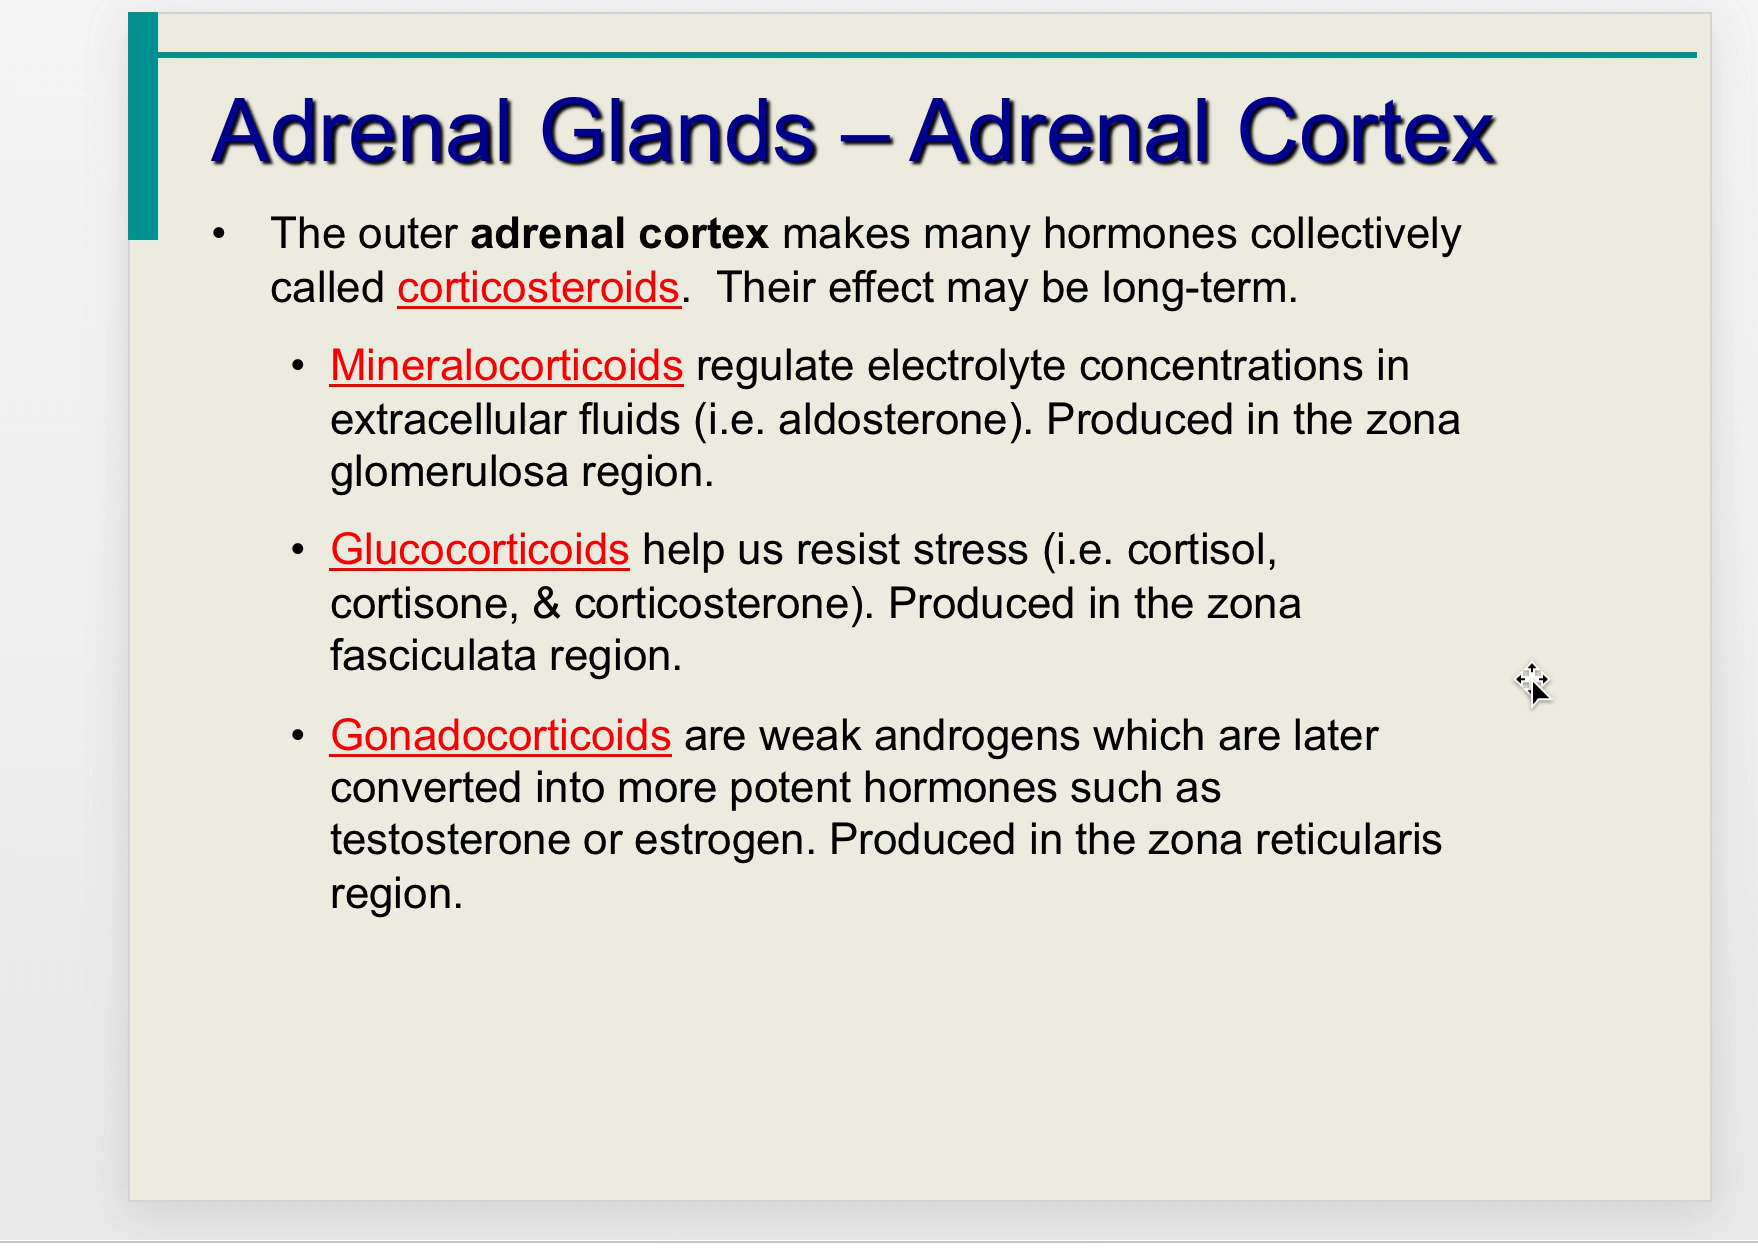 Adrenal Glands – Adrenal Cortex
• The outer adrenal cortex makes many hormones collectively
called corticosteroids.  Their effect may be long-term.
• Mineralocorticoids regulate electrolyte concentrations in
extracellular fluids (i.e. aldosterone). Produced in the zona
glomerulosa region.
• Glucocorticoids help us resist stress (i.e. cortisol,
cortisone, & corticosterone). Produced in the zona
fasciculata region.
• Gonadocorticoids are weak androgens which are later
converted into more potent hormones such as
testosterone or estrogen. Produced in the zona reticularis
region.